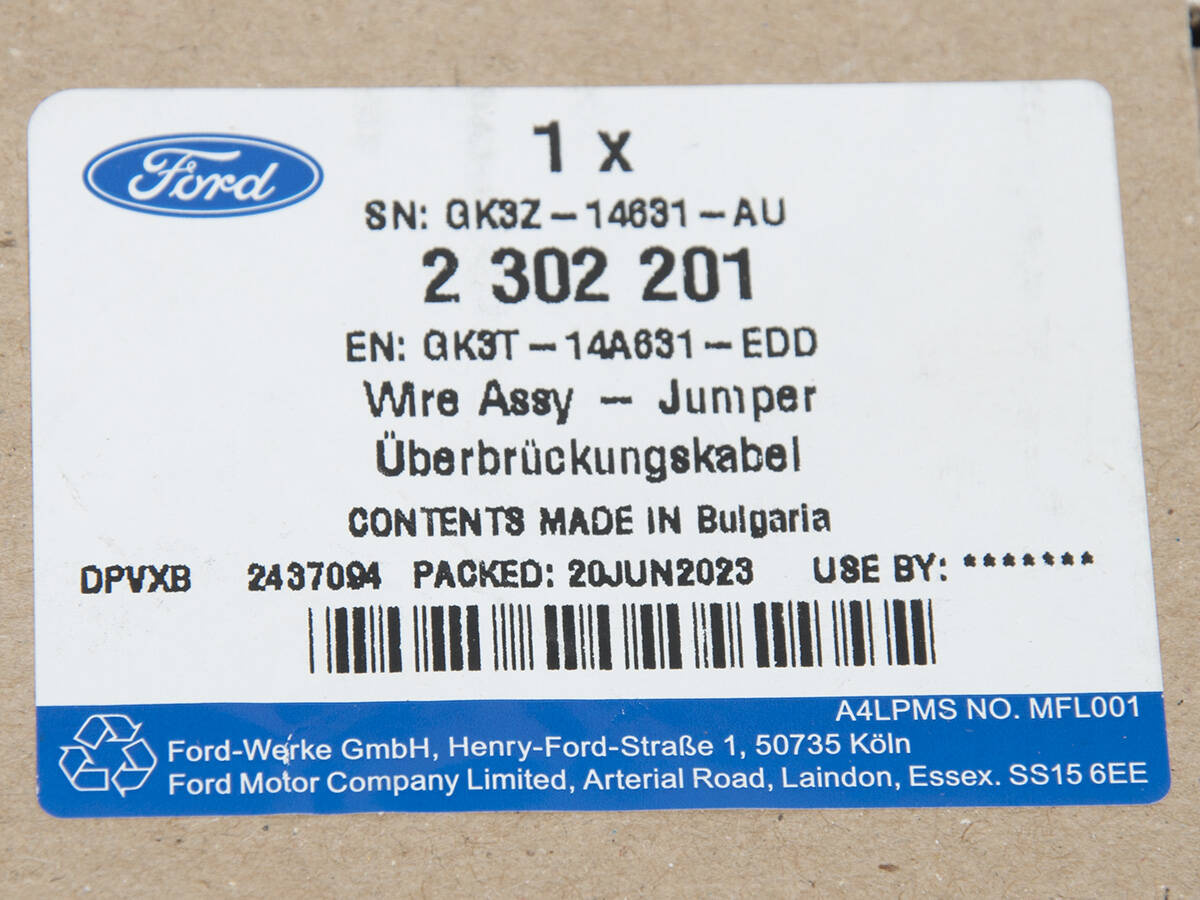 Ford
1 x
SN: GK3Z-14631-AU
2 302 201
EN: GK3T-14A631-EDD
Wire Assy - Jumper
Überbrückungskabel
CONTENTS MADE IN Bulgaria
DPVXB 2437094 PACKED: 20JUN2023 USE BY: *******
A4LPMS NO. MFL001
Ford-Werke GmbH, Henry-Ford-Straße 1, 50735 Köln
Ford Motor Company Limited, Arterial Road, Laindon, Essex. SS15 6EE